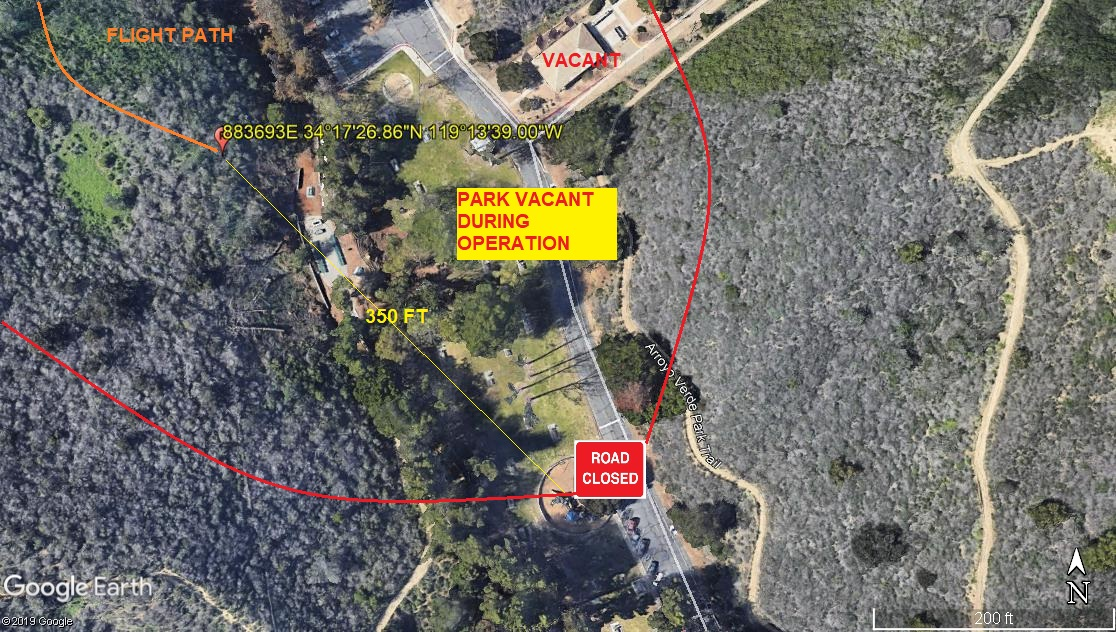 FLIGHT PATH
VACANT
883693E 34°17'26.86"N 119°13'39.00"W
PARK VACANT
DURING
OPERATION
350 FT
Arroyo Verde Park Trail
ROAD
CLOSED
Google Earth
©2019 Google
N
200 ft